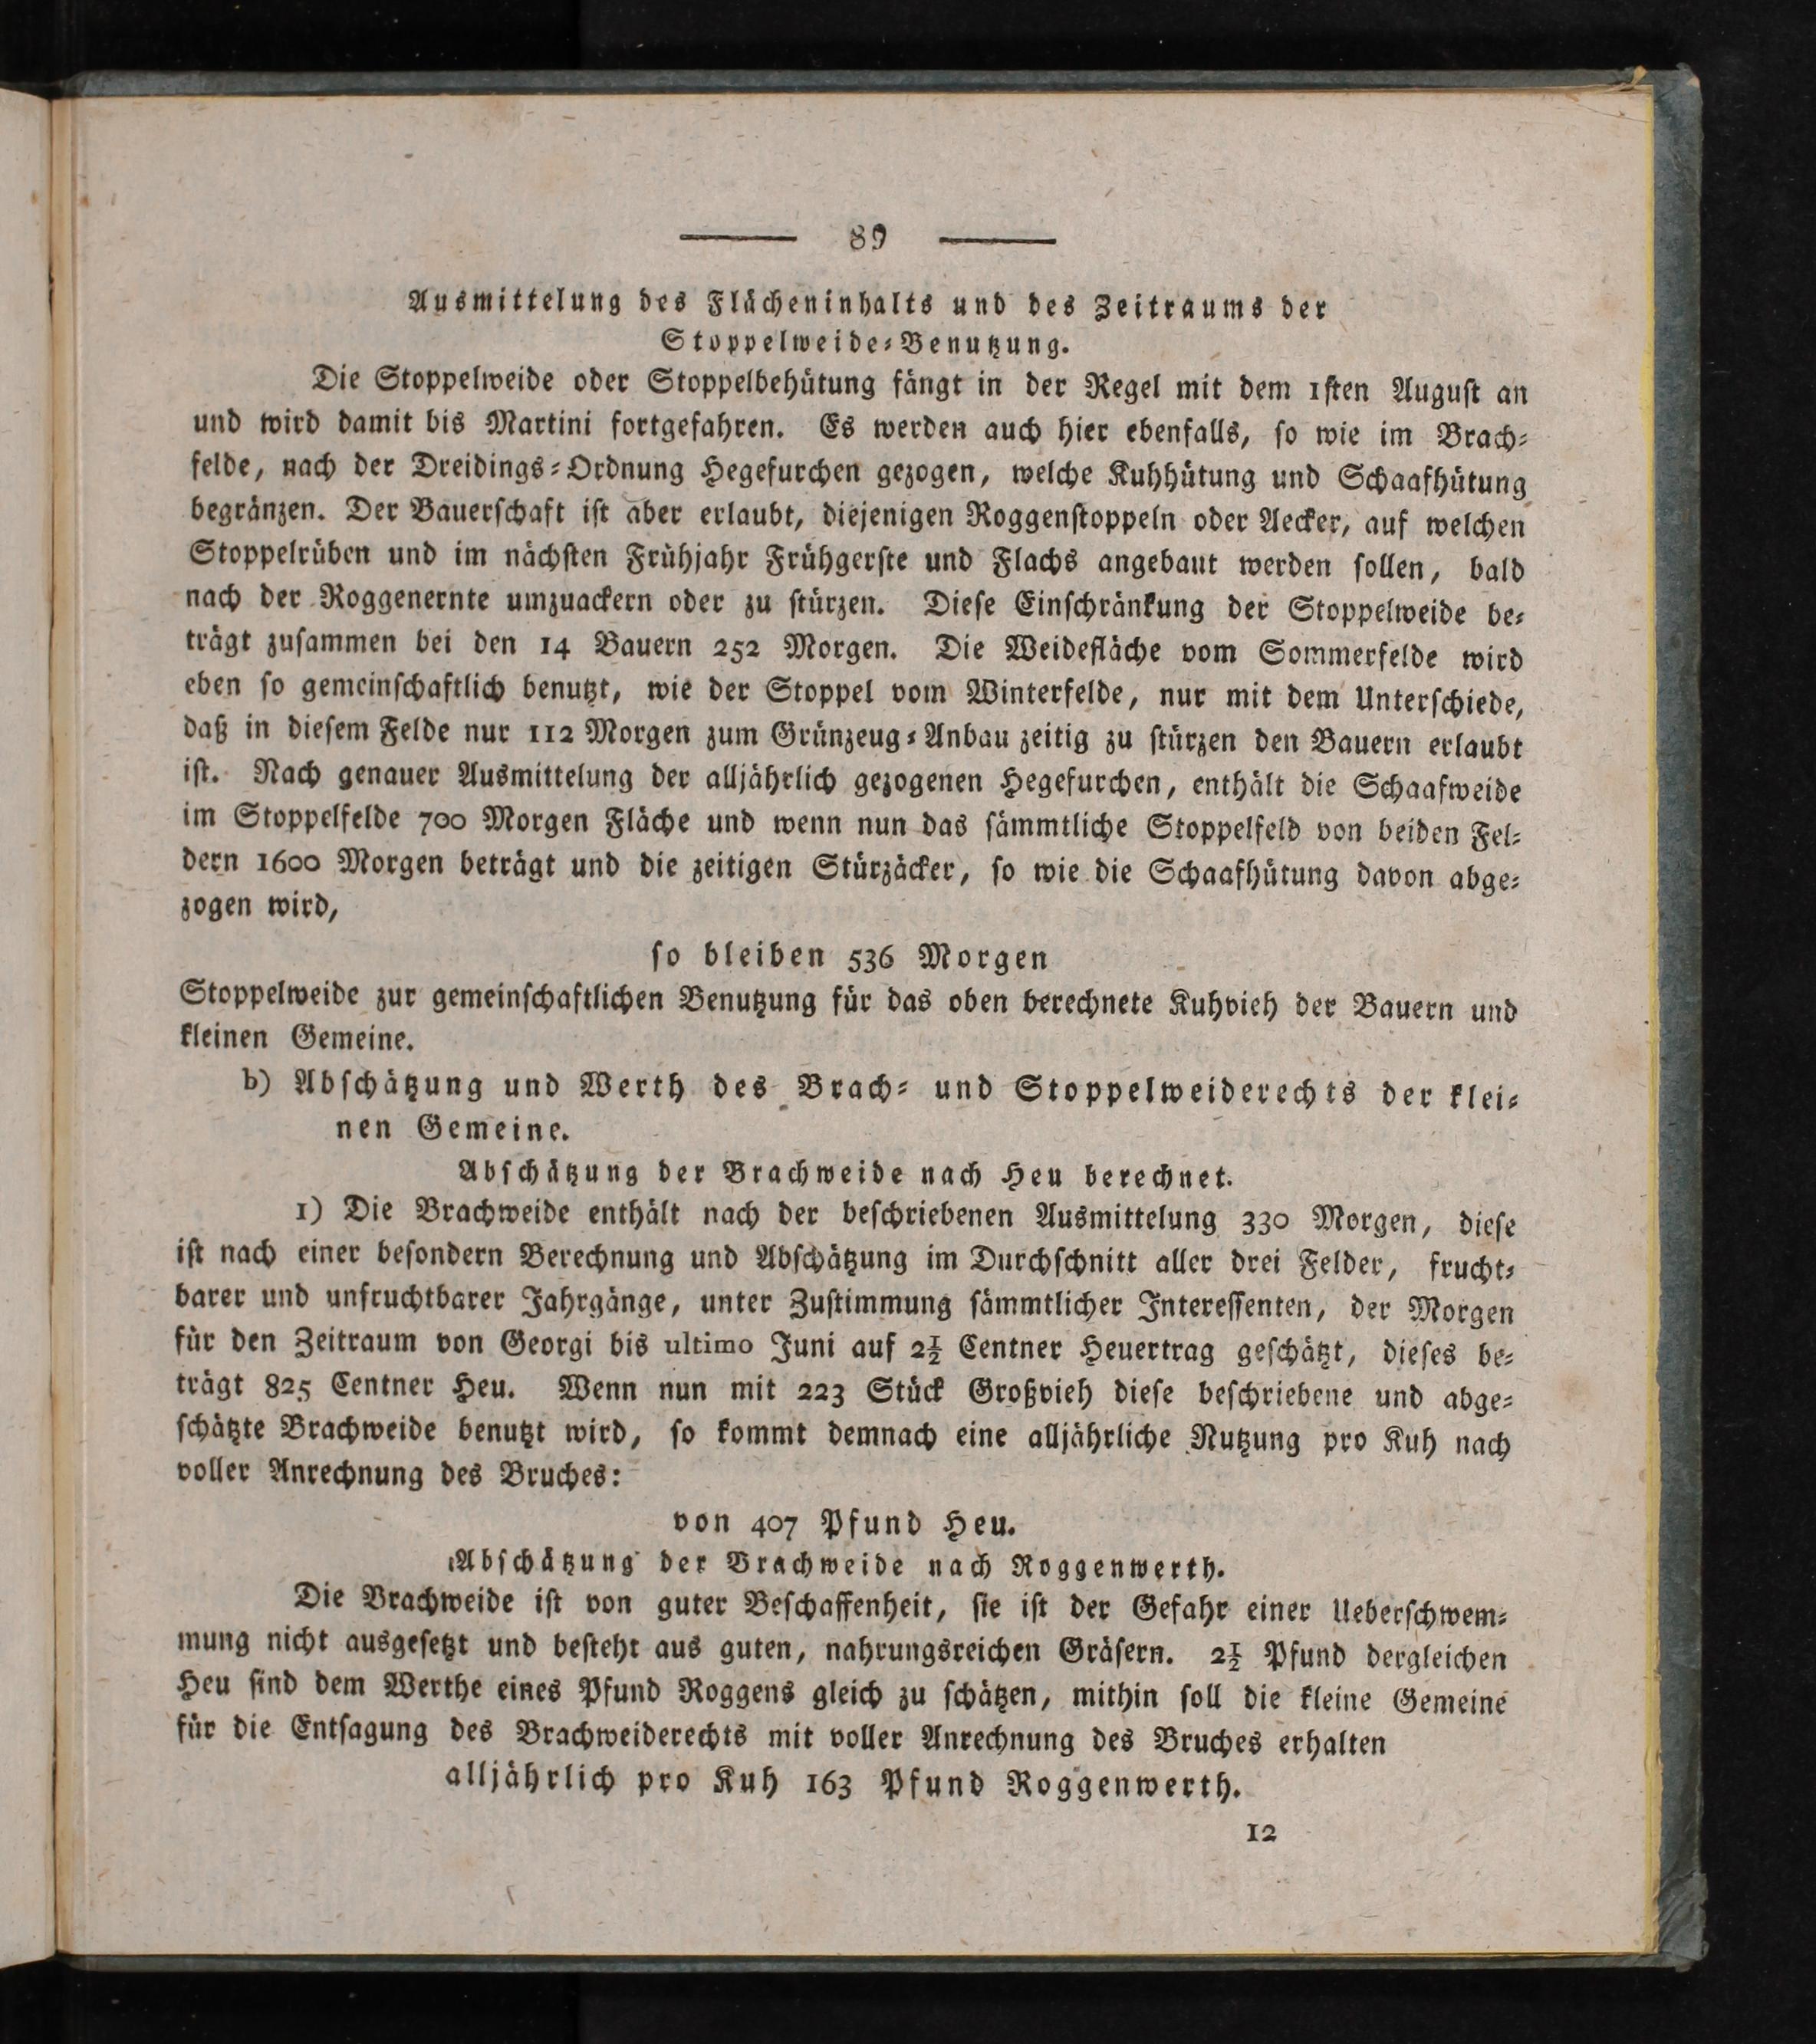 89
Ausmittelung des Flächeninhalts und des Zeitraums der
Stoppelweide-Benutzung.
Die Stoppelweide oder Stoppelbehütung fängt in der Regel mit dem 1sten August an
und wird damit bis Martini fortgefahren. Es werden auch hier ebenfalls, so wie im Brach-
felde, nach der Dreidings-Ordnung Hegefurchen gezogen, welche Kuhhütung und Schaafhütung
begränzen. Der Bauerschaft ist aber erlaubt, diejenigen Roggenstoppeln oder Aecker, auf welchen
Stoppelrüben und im nächsten Frühjahr Frühgerste und Flachs angebaut werden sollen, bald
nach der Roggenernte umzuackern oder zu stürzen. Diese Einschränkung der Stoppelweide be-
trägt zusammen bei den 14 Bauern 252 Morgen. Die Weidefläche vom Sommerfelde wird
eben so gemeinschaftlich benutzt, wie der Stoppel vom Winterfelde, nur mit dem Unterschiede,
daß in diesem Felde nur 112 Morgen zum Grünzeug-Anbau zeitig zu stürzen den Bauern erlaubt
ist. Nach genauer Ausmittelung der alljährlich gezogenen Hegefurchen, enthält die Schaafweide
im Stoppelfelde 700 Morgen Fläche und wenn nun das sämmtliche Stoppelfeld von beiden Fel-
dern 1600 Morgen beträgt und die zeitigen Stürzäcker, so wie die Schaafhütung davon abge-
zogen wird,
so bleiben 536 Morgen
Stoppelweide zur gemeinschaftlichen Benutzung für das oben berechnete Kuhvieh der Bauern und
kleinen Gemeine.
b) Abschätzung und Werth des Brach- und Stoppelweiderechts der klei-
nen Gemeine.
Abschätzung der Brachweide nach Heu berechnet.
1) Die Brachweide enthält nach der beschriebenen Ausmittelung 330 Morgen, diese
ist nach einer besondern Berechnung und Abschätzung im Durchschnitt aller drei Felder, frucht-
barer und unfruchtbarer Jahrgänge, unter Zustimmung sämmtlicher Interessenten, der Morgen
für den Zeitraum von Georgi bis ultimo Juni auf 2½ Centner Heuertrag geschätzt, dieses be-
trägt 825 Centner Heu. Wenn nun mit 223 Stück Großvieh diese beschriebene und abge-
schätzte Brachweide benutzt wird, so kommt demnach eine alljährliche Nutzung pro Kuh nach
voller Anrechnung des Bruches:
von 407 Pfund Heu.
Abschätzung der Brachweide nach Roggenwerth.
Die Brachweide ist von guter Beschaffenheit, sie ist der Gefahr einer Ueberschwem-
mung nicht ausgesetzt und besteht aus guten, nahrungsreichen Gräsern. 2½ Pfund dergleichen
Heu sind dem Werthe eines Pfund Roggens gleich zu schätzen, mithin soll die kleine Gemeine
für die Entsagung des Brachweiderechts mit voller Anrechnung des Bruches erhalten
alljährlich pro Kuh 163 Pfund Roggenwerth.
12